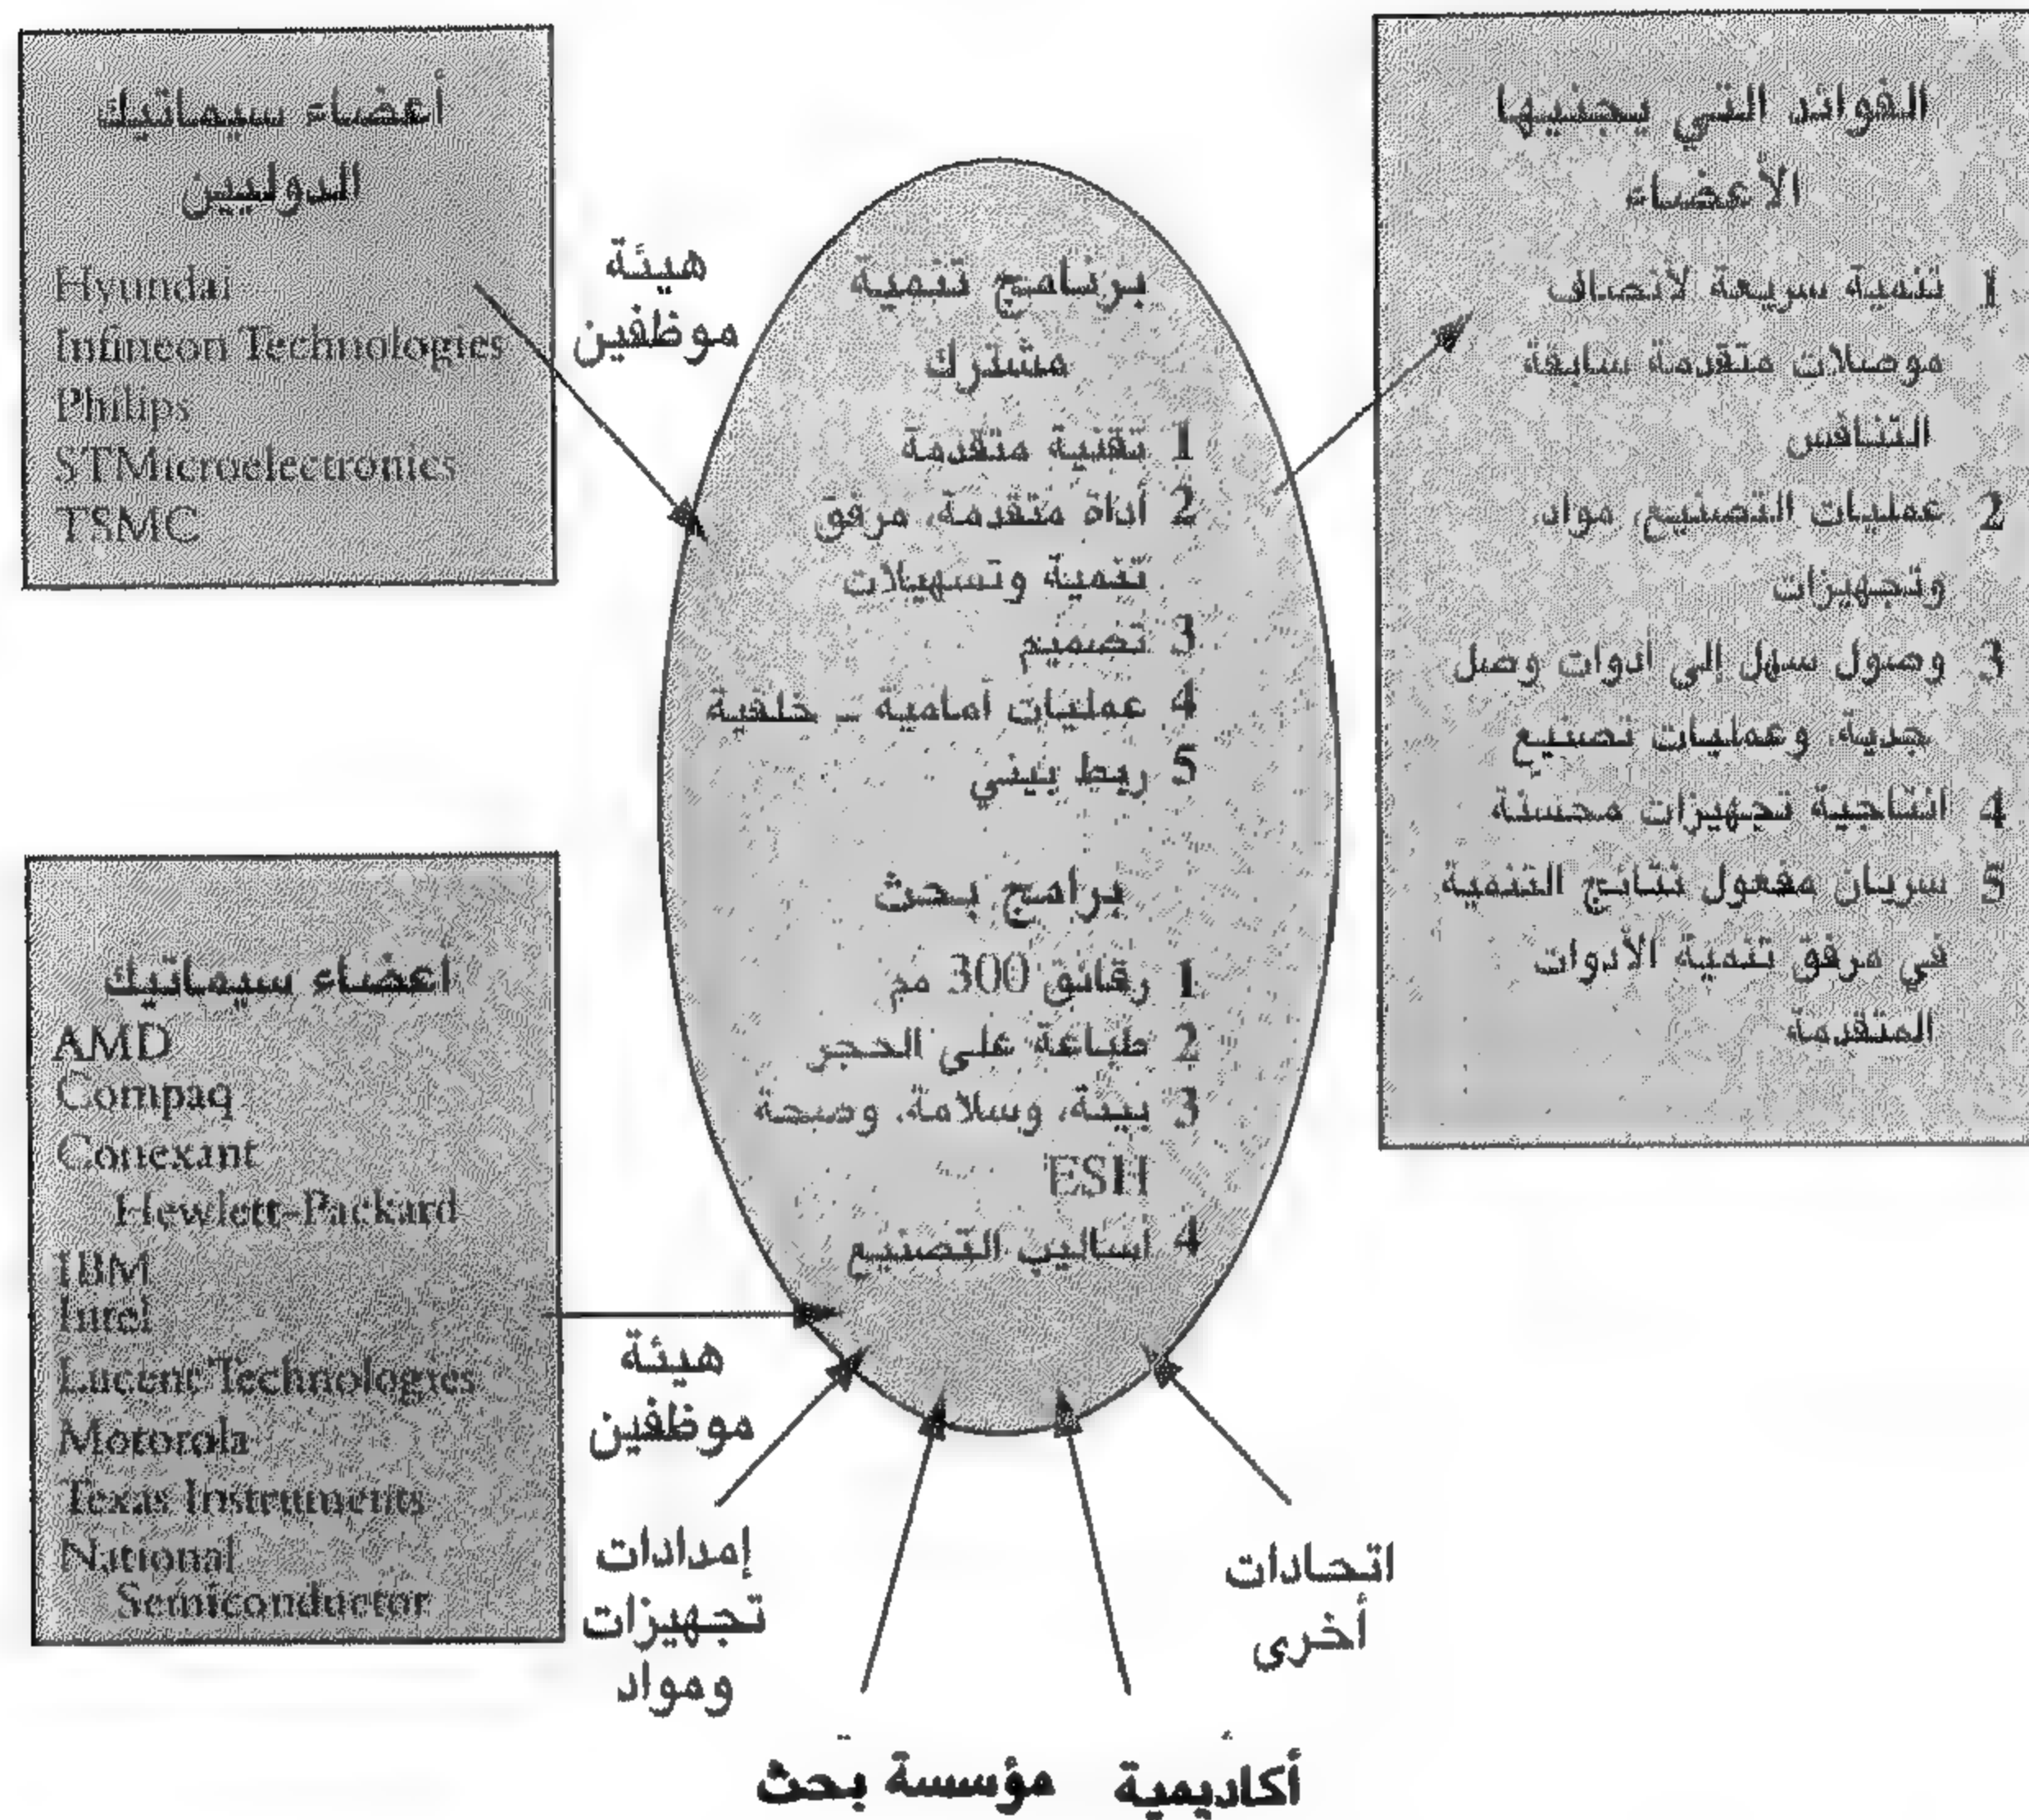 أعضاء سيماتيك
الدوليين
Hyundai
Infineon Technologies
Philips
STMicroelectronics
TSMC
هيئة
موظفين
برنامج تنمية
مشترك
1 تقنية متقدمة
2 أداة متقدمة، مرفق
تنمية وتسهيلات
3 تصميم
4 عمليات أمامية - خلفية
5 ربط بيني
برامج بحث
1 رقائق 300 مم
2 طباعة على الحجر
3 بيئة، وسلامة، وصحة
ESH
4 أساليب التصنيع
الفوائد التي يجنيها
الأعضاء
1 تنمية سريعة لأنصاف
موصلات متقدمة سابقة
التنافس
2 عمليات التصنيع، مواد،
وتجهيزات
3 وصول سهل إلى أدوات وصل
جدية، وعمليات تصنيع
4 انتاجية تجهيزات محسنة
5 سريان مفعول نتائج التنمية
في مرفق تنمية الأدوات
المتقدمة
أعضاء سيماتيك
AMD
Compaq
Conexant
Hewlett-Packard
IBM
Intel
Lucent Technologies
Motorola
Texas Instruments
National
Semiconductor
هيئة
موظفين
إمدادات
تجهيزات
ومواد
مؤسسة بحث
أكاديمية
اتحادات
أخرى